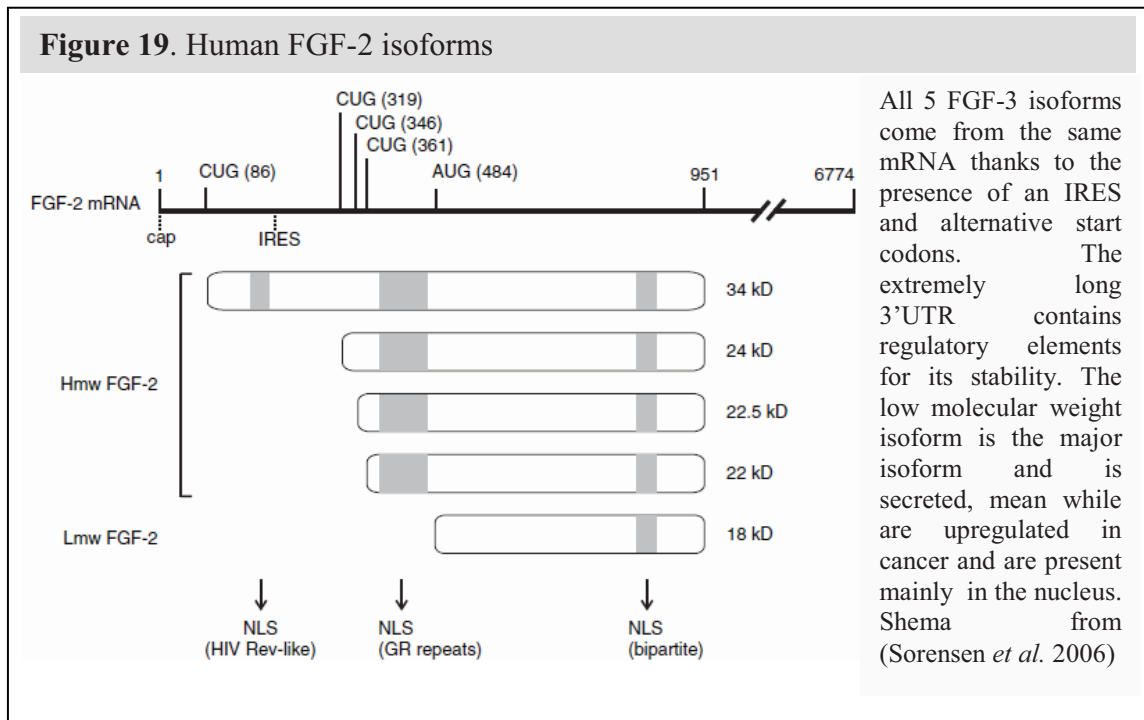 Figure 19. Human FGF-2 isoforms
CUG (319)
CUG (346)
CUG (361)
1
CUG (86)
AUG (484)
951
6774
FGF-2 mRNA
cap
IRES
34 kD
24 kD
Hmw FGF-2
22.5 kD
22 kD
Lmw FGF-2
18 kD
NLS
(HIV Rev-like)
NLS
(GR repeats)
NLS
(bipartite)
All 5 FGF-3 isoforms
come from the same
mRNA thanks to the
presence of an IRES
and alternative start
codons. The
extremely long
3’UTR contains
regulatory elements
for its stability. The
low molecular weight
isoform is the major
isoform and is
secreted, mean while
are upregulated in
cancer and are present
mainly in the nucleus.
Shema from
(Sorensen et al. 2006)